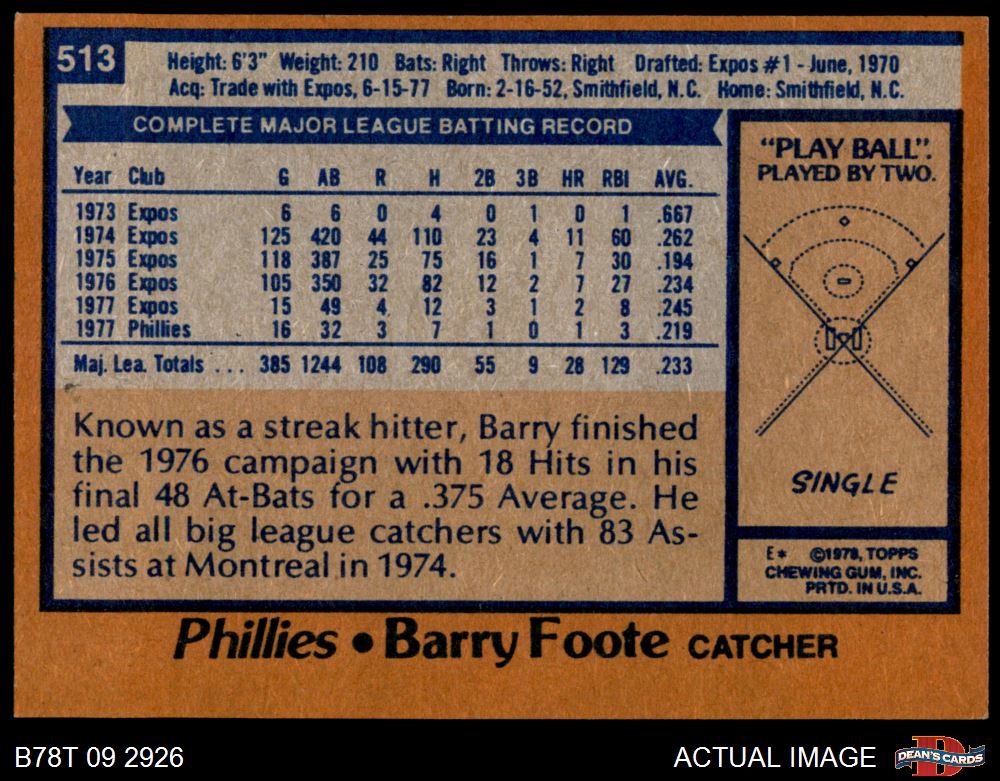 513
Height: 6'3" Weight: 210 Bats: Right Throws: Right Drafted: Expos #1 - June, 1970
Acq: Trade with Expos, 6-15-77 Born: 2-16-52, Smithfield, N.C. Home: Smithfield, N.C.
COMPLETE MAJOR LEAGUE BATTING RECORD
Year Club G AB R H 2B 3B HR RBI AVG.
1973 Expos 6 6 0 4 0 1 0 1 .667
1974 Expos 125 420 44 110 23 4 11 60 .262
1975 Expos 118 387 25 75 16 1 7 30 .194
1976 Expos 105 350 32 82 12 2 7 27 .234
1977 Expos 15 49 4 12 3 1 2 8 .245
1977 Phillies 16 32 3 7 1 0 1 3 .219
Maj. Lea. Totals ... 385 1244 108 290 55 9 28 129 .233
Known as a streak hitter, Barry finished
the 1976 campaign with 18 Hits in his
final 48 At-Bats for a .375 Average. He
led all big league catchers with 83 As-
sists at Montreal in 1974.
"PLAY BALL".
PLAYED BY TWO.
SINGLE
E* ©1978, TOPPS
CHEWING GUM, INC.
PRTD. IN U.S.A.
Phillies • Barry Foote CATCHER
B78T 09 2926
ACTUAL IMAGE
D
DEAN'S CARDS